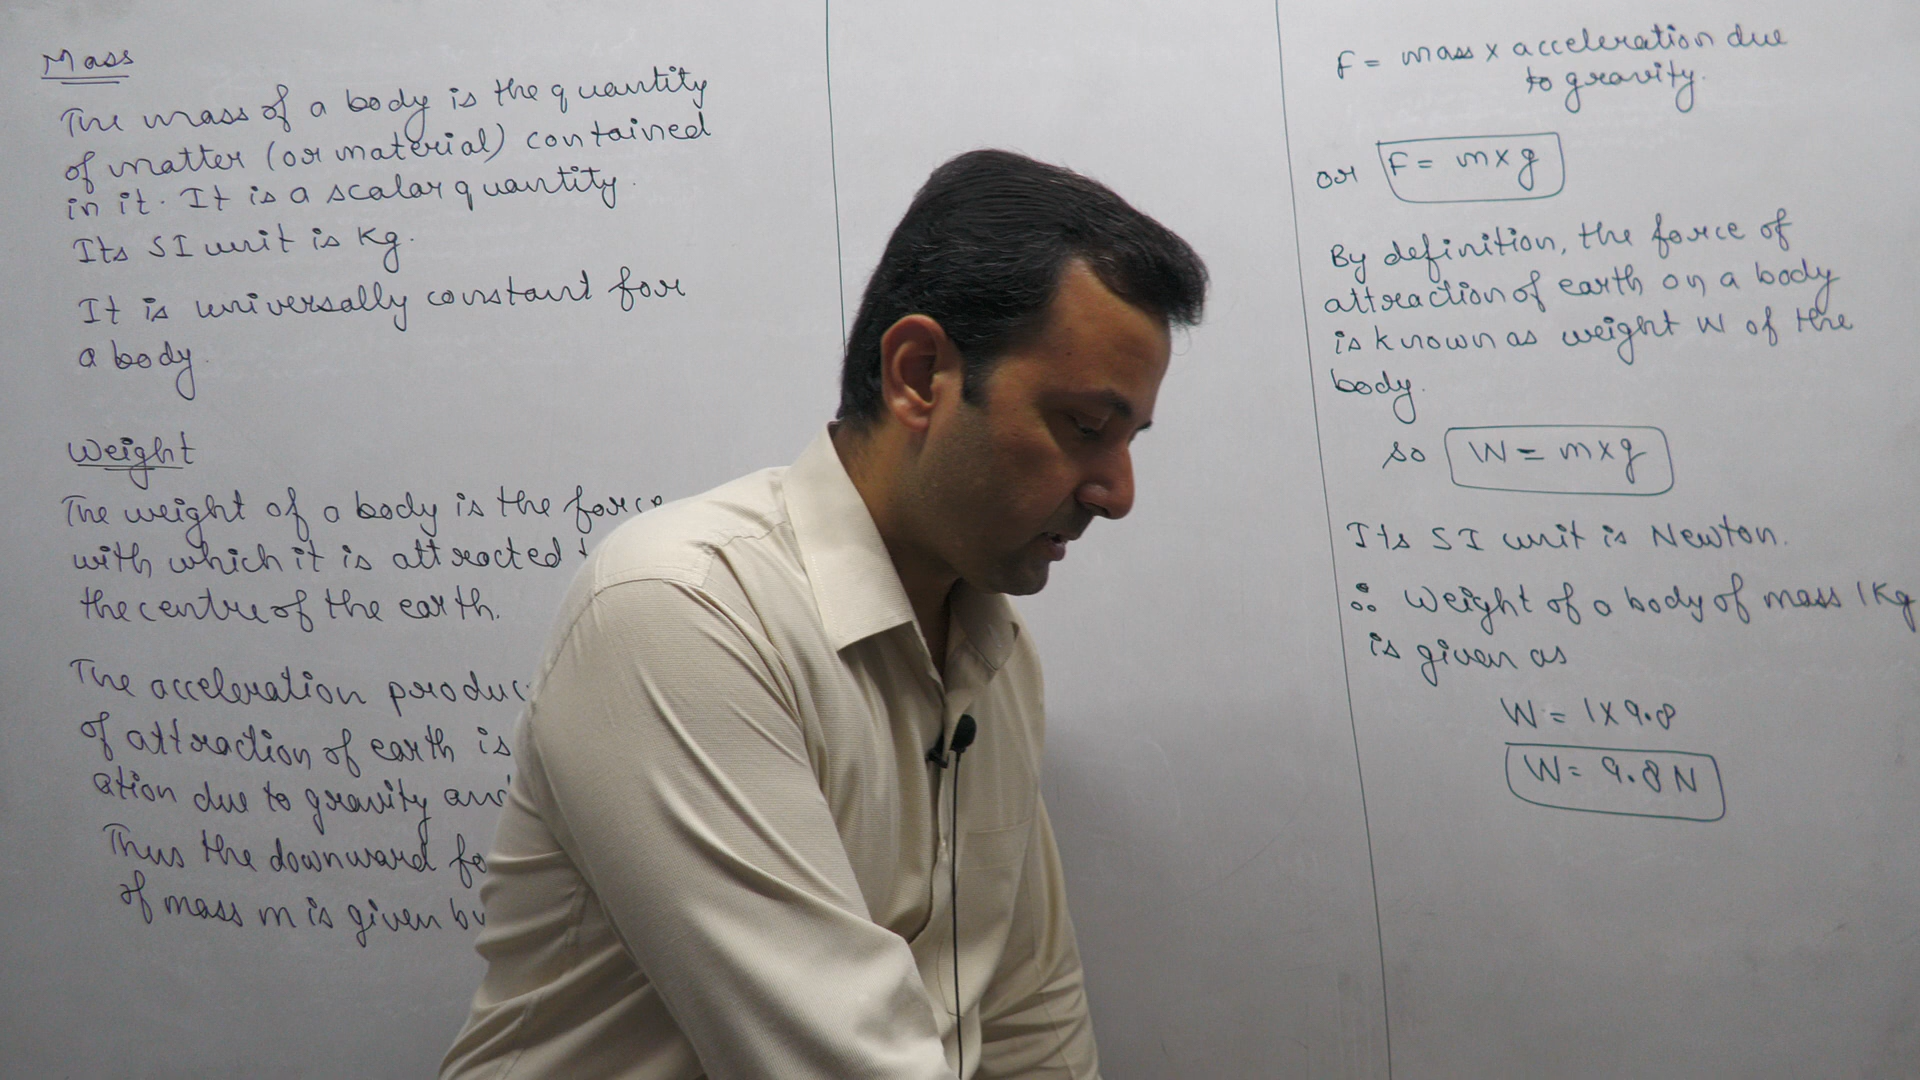 Mass
The mass of a body is the quantity
of matter (or material) contained
in it. It is a scalar quantity.
Its SI unit is Kg.
It is universally constant for
a body.
Weight
The weight of a body is the force
with which it is attracted
the centre of the earth.
The acceleration produc
of attraction of earth is
ation due to gravity
Thus the downward fo
of mass m is given by
F = mass x acceleration due
to gravity.
or F = m x g
By definition, the force of
attraction of earth on a body
is known as weight W of the
body.
so W = m x g
Its SI unit is Newton.
∴ Weight of a body of mass 1 Kg
is given as
W = 1 x 9.8
W = 9.8 N